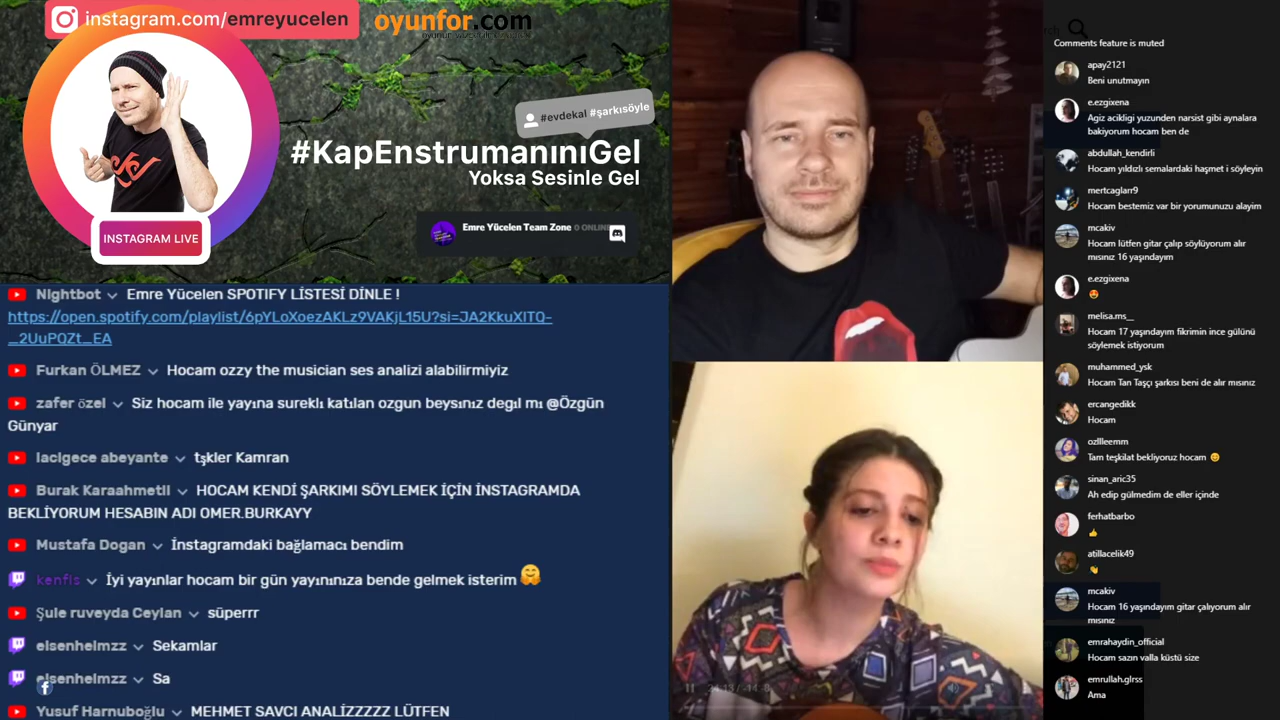 instagram.com/emreyucelen
oyunfor.com
#evdekal #şarkısöyle
#KapEnstrumanınıGel
Yoksa Sesinle Gel
INSTAGRAM LIVE
Emre Yücelen Team Zone 0 ONLINE
Nightbot Emre Yücelen SPOTIFY LİSTESİ DİNLE !
https://open.spotify.com/playlist/6pYLoXoezAKLz9VAKjL15U?si=JA2KkuXITQ-
_2UuPQZt_EA
Furkan ÖLMEZ Hocam ozzy the musician ses analizi alabilirmiyiz
zafer özel Siz hocam ile yayına sureklı katılan ozgun beysınız degıl mı @Özgün
Günyar
lacigece abeyante tşkler Kamran
Burak Karaahmetli HOCAM KENDİ ŞARKIMI SÖYLEMEK İÇİN İNSTAGRAMDA
BEKLİYORUM HESABIN ADI OMER.BURKAYY
Mustafa Dogan İnstagramdaki bağlamacı bendim
kenfis İyi yayınlar hocam bir gün yayınınıza bende gelmek isterim 🤗
Şule ruveyda Ceylan süperrr
elsenheimzz Sekamlar
elsenheimzz Sa
Yusuf Harnuboğlu MEHMET SAVCI ANALİZZZZZ LÜTFEN
Comments feature is muted
apay2121
Beni unutmayın
e.ezgixena
Agiz acikligi yuzunden narsist gibi aynalara
bakiyorum hocam ben de
abdullah_kendirli
Hocam yıldızlı semalardaki haşmet i söyleyin
mertcaglarr9
Hocam bestemiz var bir yorumunuzu alayim
mcakiv
Hocam lütfen gitar çalıp söylüyorum alır
mısınız 16 yaşındayım
e.ezgixena
😍
melisa.ms__
Hocam 17 yaşındayım fikrimin ince gülünü
söylemek istiyorum
muhammed_ysk
Hocam Tan Taşçı şarkısı beni de alır mısınız
ercangedikk
Hocam
ozllleemm
Tam teşkilat bekliyoruz hocam 😊
sinan_aric35
Ah edip gülmedim de eller içinde
ferhatbarbo
👍
atillacelik49
👏
mcakiv
Hocam 16 yaşındayım gitar çalıyorum alır
mısınız
emrahaydin_official
Hocam sazın valla küstü size
emrullah.glrss
Ama